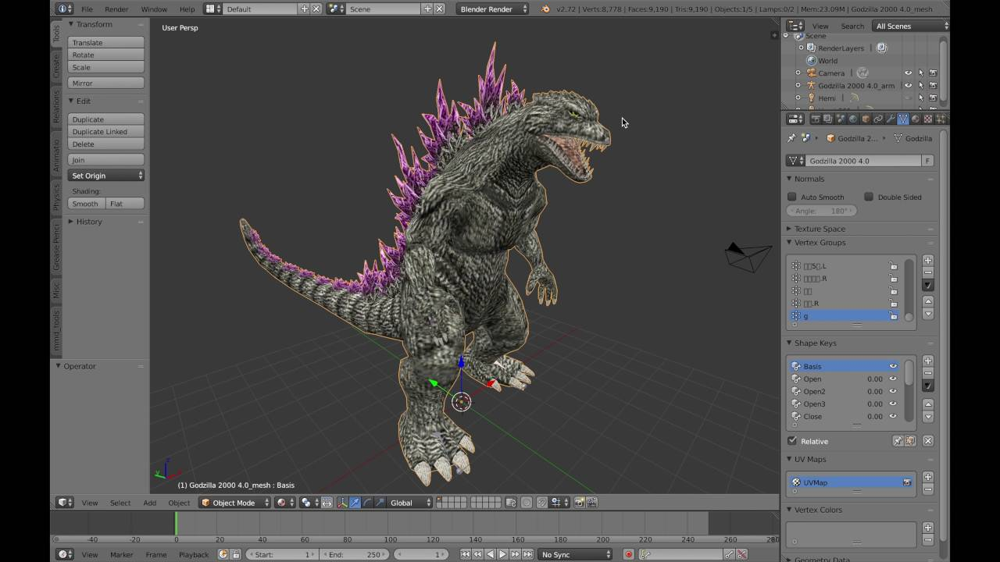 File Render Window Help Default Scene Blender Render v2.72 | Verts:8,778 | Faces:9,190 | Tris:9,190 | Objects:1/5 | Lamps:0/2 | Mem:23.09M | Godzilla 2000 4.0_mesh
Tools
Create
Relations
Animatio
Physics
Grease Penci
Misc
mmd_tools
Transform
Translate
Rotate
Scale
Mirror
Edit
Duplicate
Duplicate Linked
Delete
Join
Set Origin
Shading:
Smooth Flat
History
Operator
User Persp
(1) Godzilla 2000 4.0_mesh : Basis
View Select Add Object Object Mode Global
View Search All Scenes
Scene
RenderLayers
World
Camera
Godzilla 2000 4.0_arm
Hemi
Godzilla 2... Godzilla
Godzilla 2000 4.0 F
Normals
Auto Smooth Double Sided
Angle: 180°
Texture Space
Vertex Groups
□□5□.L
□□□□.R
□□
□□.R
g
Shape Keys
Basis
Open 0.00
Open2 0.00
Open3 0.00
Close 0.00
Relative
UV Maps
UVMap
Vertex Colors
Geometry Data
-40 -20 0 20 40 60 80 100 120 140 160 180 200 220 240 260
View Marker Frame Playback Start: 1 End: 250 1 No Sync